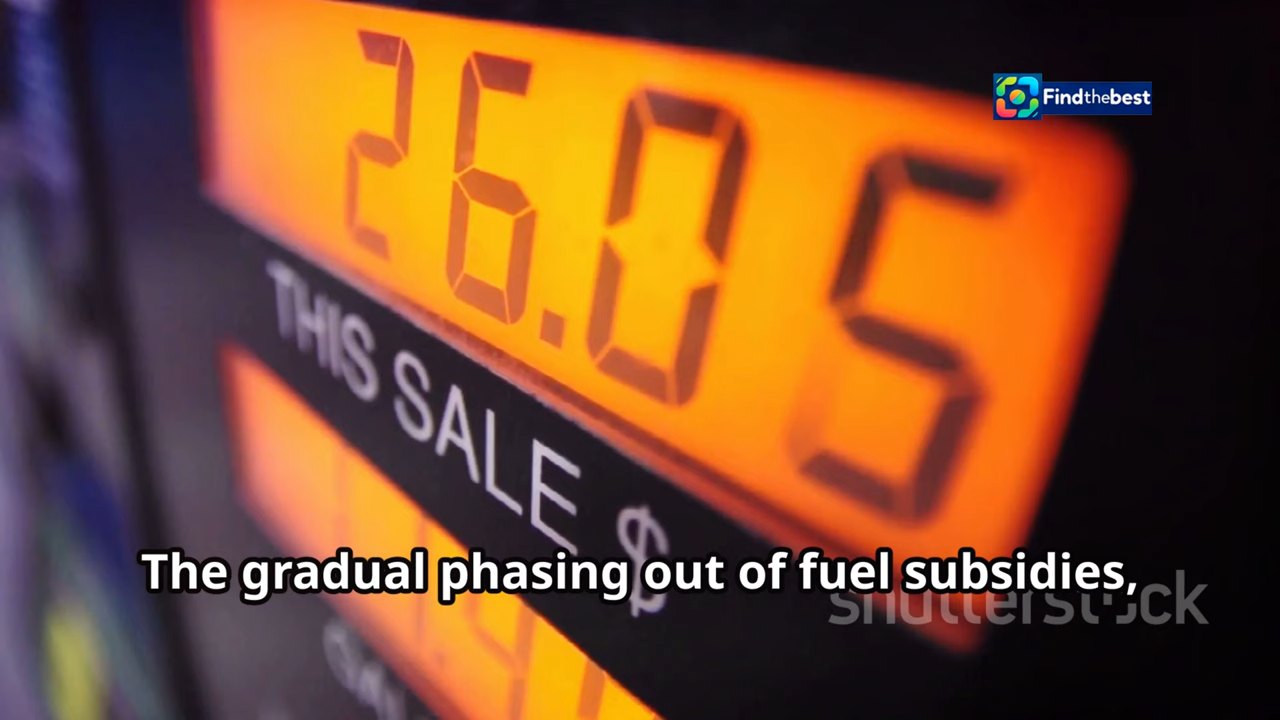 26.05
Findthebest
THIS SALE $
The gradual phasing out of fuel subsidies,
shutterstock